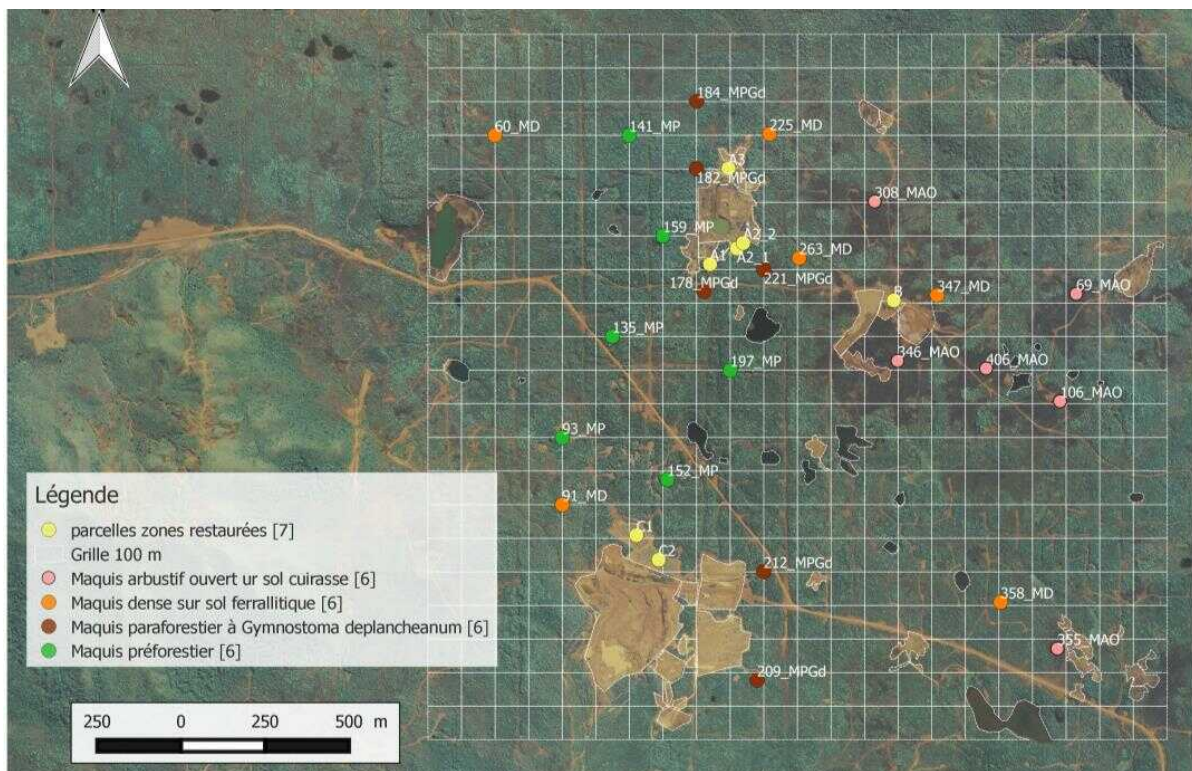 184_MPGd
60_MD
141_MP
225_MD
A3
182_MPGd
308_MAO
159_MP
A2_2
A1
A2_1
263_MD
178_MPGd
221_MPGd
B
347_MD
69_MAO
135_MP
346_MAO
406_MAO
197_MP
106_MAO
93_MP
152_MP
91_MD
C1
C2
212_MPGd
358_MD
355_MAO
209_MPGd
Légende
parcelles zones restaurées [7]
Grille 100 m
Maquis arbustif ouvert ur sol cuirasse [6]
Maquis dense sur sol ferrallitique [6]
Maquis paraforestier à Gymnostoma deplancheanum [6]
Maquis préforestier [6]
250 0 250 500 m